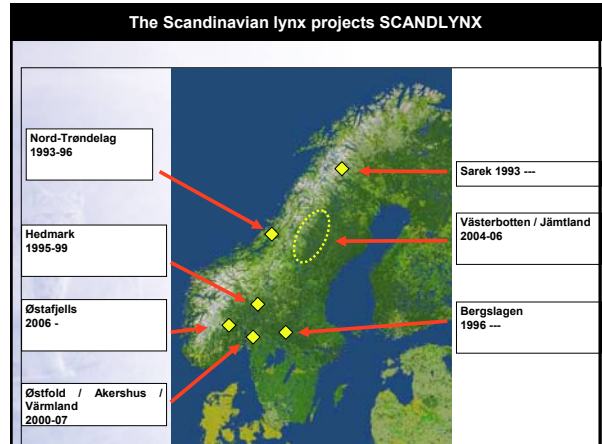 The Scandinavian lynx projects SCANDLYNX
Nord-Trøndelag
1993-96
Hedmark
1995-99
Østafjells
2006 -
Østfold / Akershus /
Värmland
2000-07
Sarek 1993 ---
Västerbotten / Jämtland
2004-06
Bergslagen
1996 ---